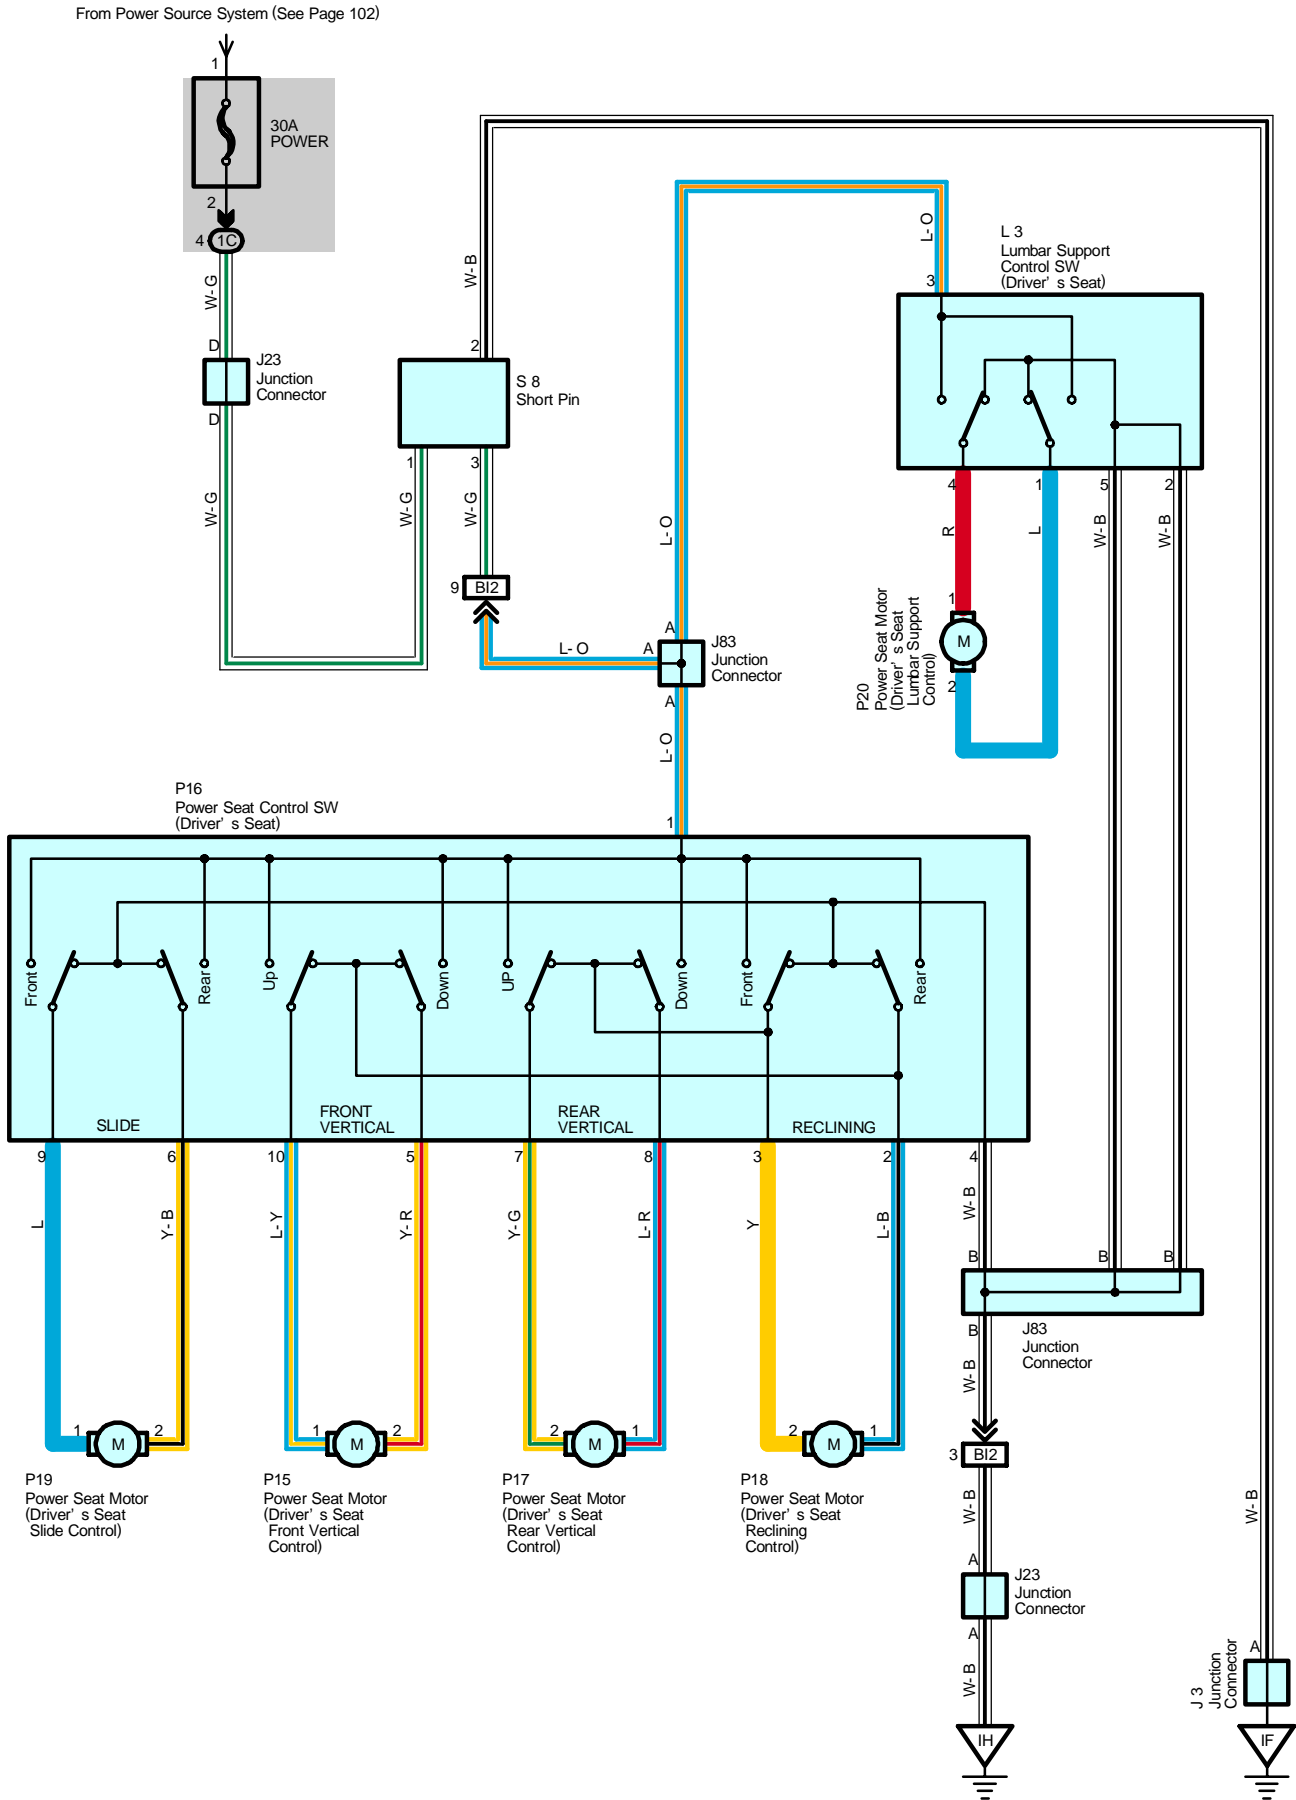 From Power Source System (See Page 102)
1
30A
POWER
2
4 1C
W-G
D
J23
Junction
Connector
D
W-G
W-B
2
S 8
Short Pin
1
3
W-G
W-G
9 BI2
L-O
L-O
A
A
J83
Junction
Connector
A
L-O
L-O
3
L 3
Lumbar Support
Control SW
(Driver's Seat)
4
1
5
2
R
L
W-B
W-B
1
M
2
P20
Power Seat Motor
(Driver's Seat
Lumbar Support
Control)
P16
Power Seat Control SW
(Driver's Seat)
1
Front
Rear
Up
Down
UP
Down
Front
Rear
SLIDE
FRONT
VERTICAL
REAR
VERTICAL
RECLINING
9
6
10
5
7
8
3
2
4
L
Y-B
L-Y
Y-R
Y-G
L-R
Y
L-B
W-B
B
B
B
J83
Junction
Connector
B
W-B
1 M 2
1 M 2
2 M 1
2 M 1
P19
Power Seat Motor
(Driver's Seat
Slide Control)
P15
Power Seat Motor
(Driver's Seat
Front Vertical
Control)
P17
Power Seat Motor
(Driver's Seat
Rear Vertical
Control)
P18
Power Seat Motor
(Driver's Seat
Reclining
Control)
3 BI2
W-B
A
J23
Junction
Connector
A
W-B
IH
W-B
A
J 3
Junction
Connector
IF